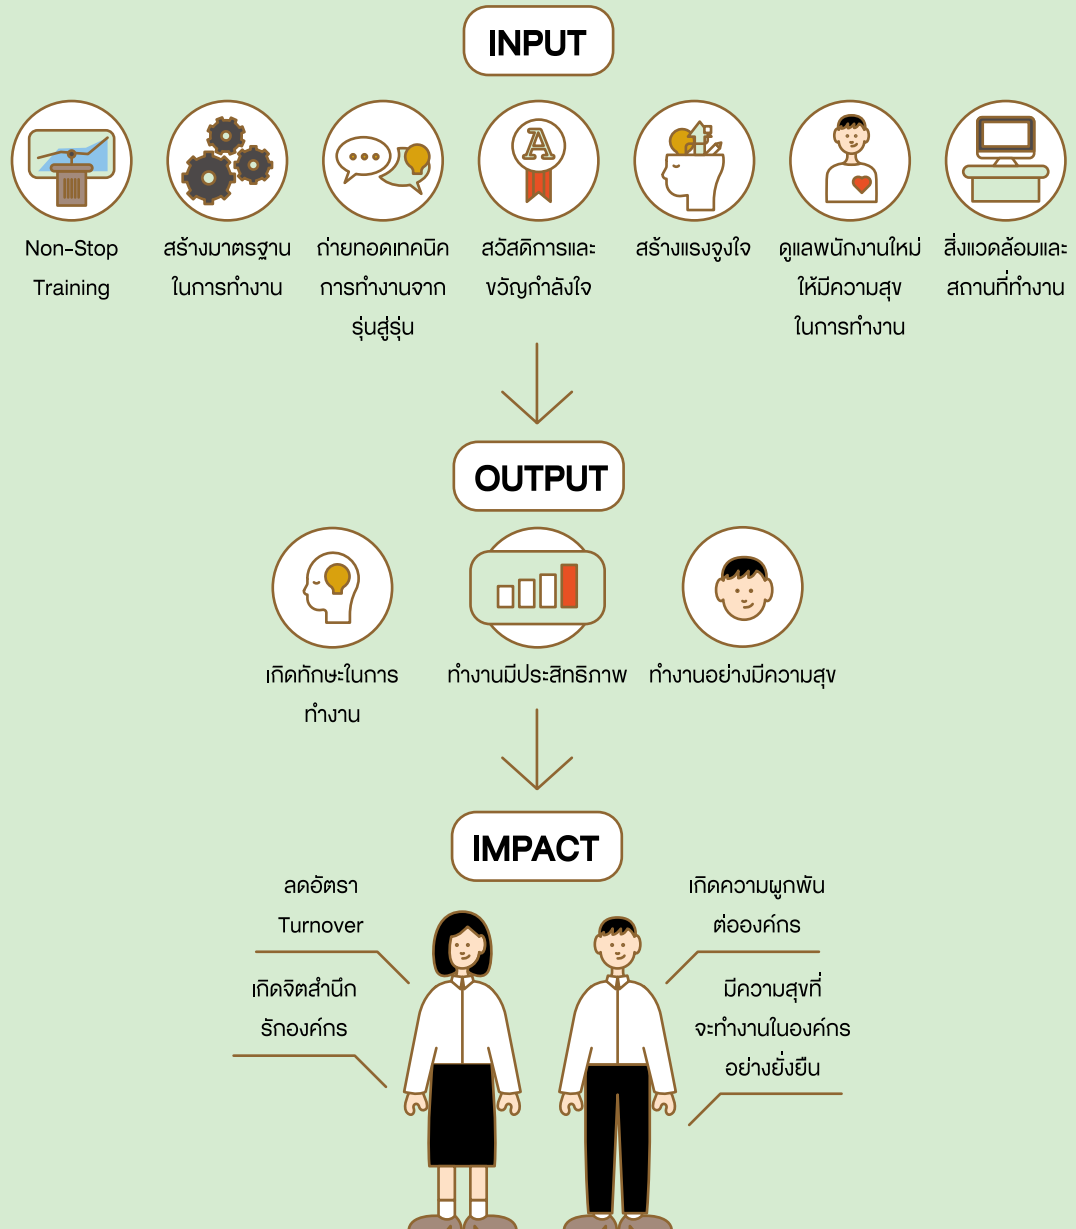 INPUT
Non-Stop
Training
สร้างมาตรฐาน
ในการทำงาน
ถ่ายทอดเทคนิค
การทำงานจาก
รุ่นสู่รุ่น
สวัสดิการและ
ขวัญกำลังใจ
สร้างแรงจูงใจ
ดูแลพนักงานใหม่
ให้มีความสุข
ในการทำงาน
สิ่งแวดล้อมและ
สถานที่ทำงาน
OUTPUT
เกิดทักษะในการ
ทำงาน
ทำงานมีประสิทธิภาพ
ทำงานอย่างมีความสุข
IMPACT
ลดอัตรา
Turnover
เกิดจิตสำนึก
รักองค์กร
เกิดความผูกพัน
ต่อองค์กร
มีความสุขที่
จะทำงานในองค์กร
อย่างยั่งยืน
A